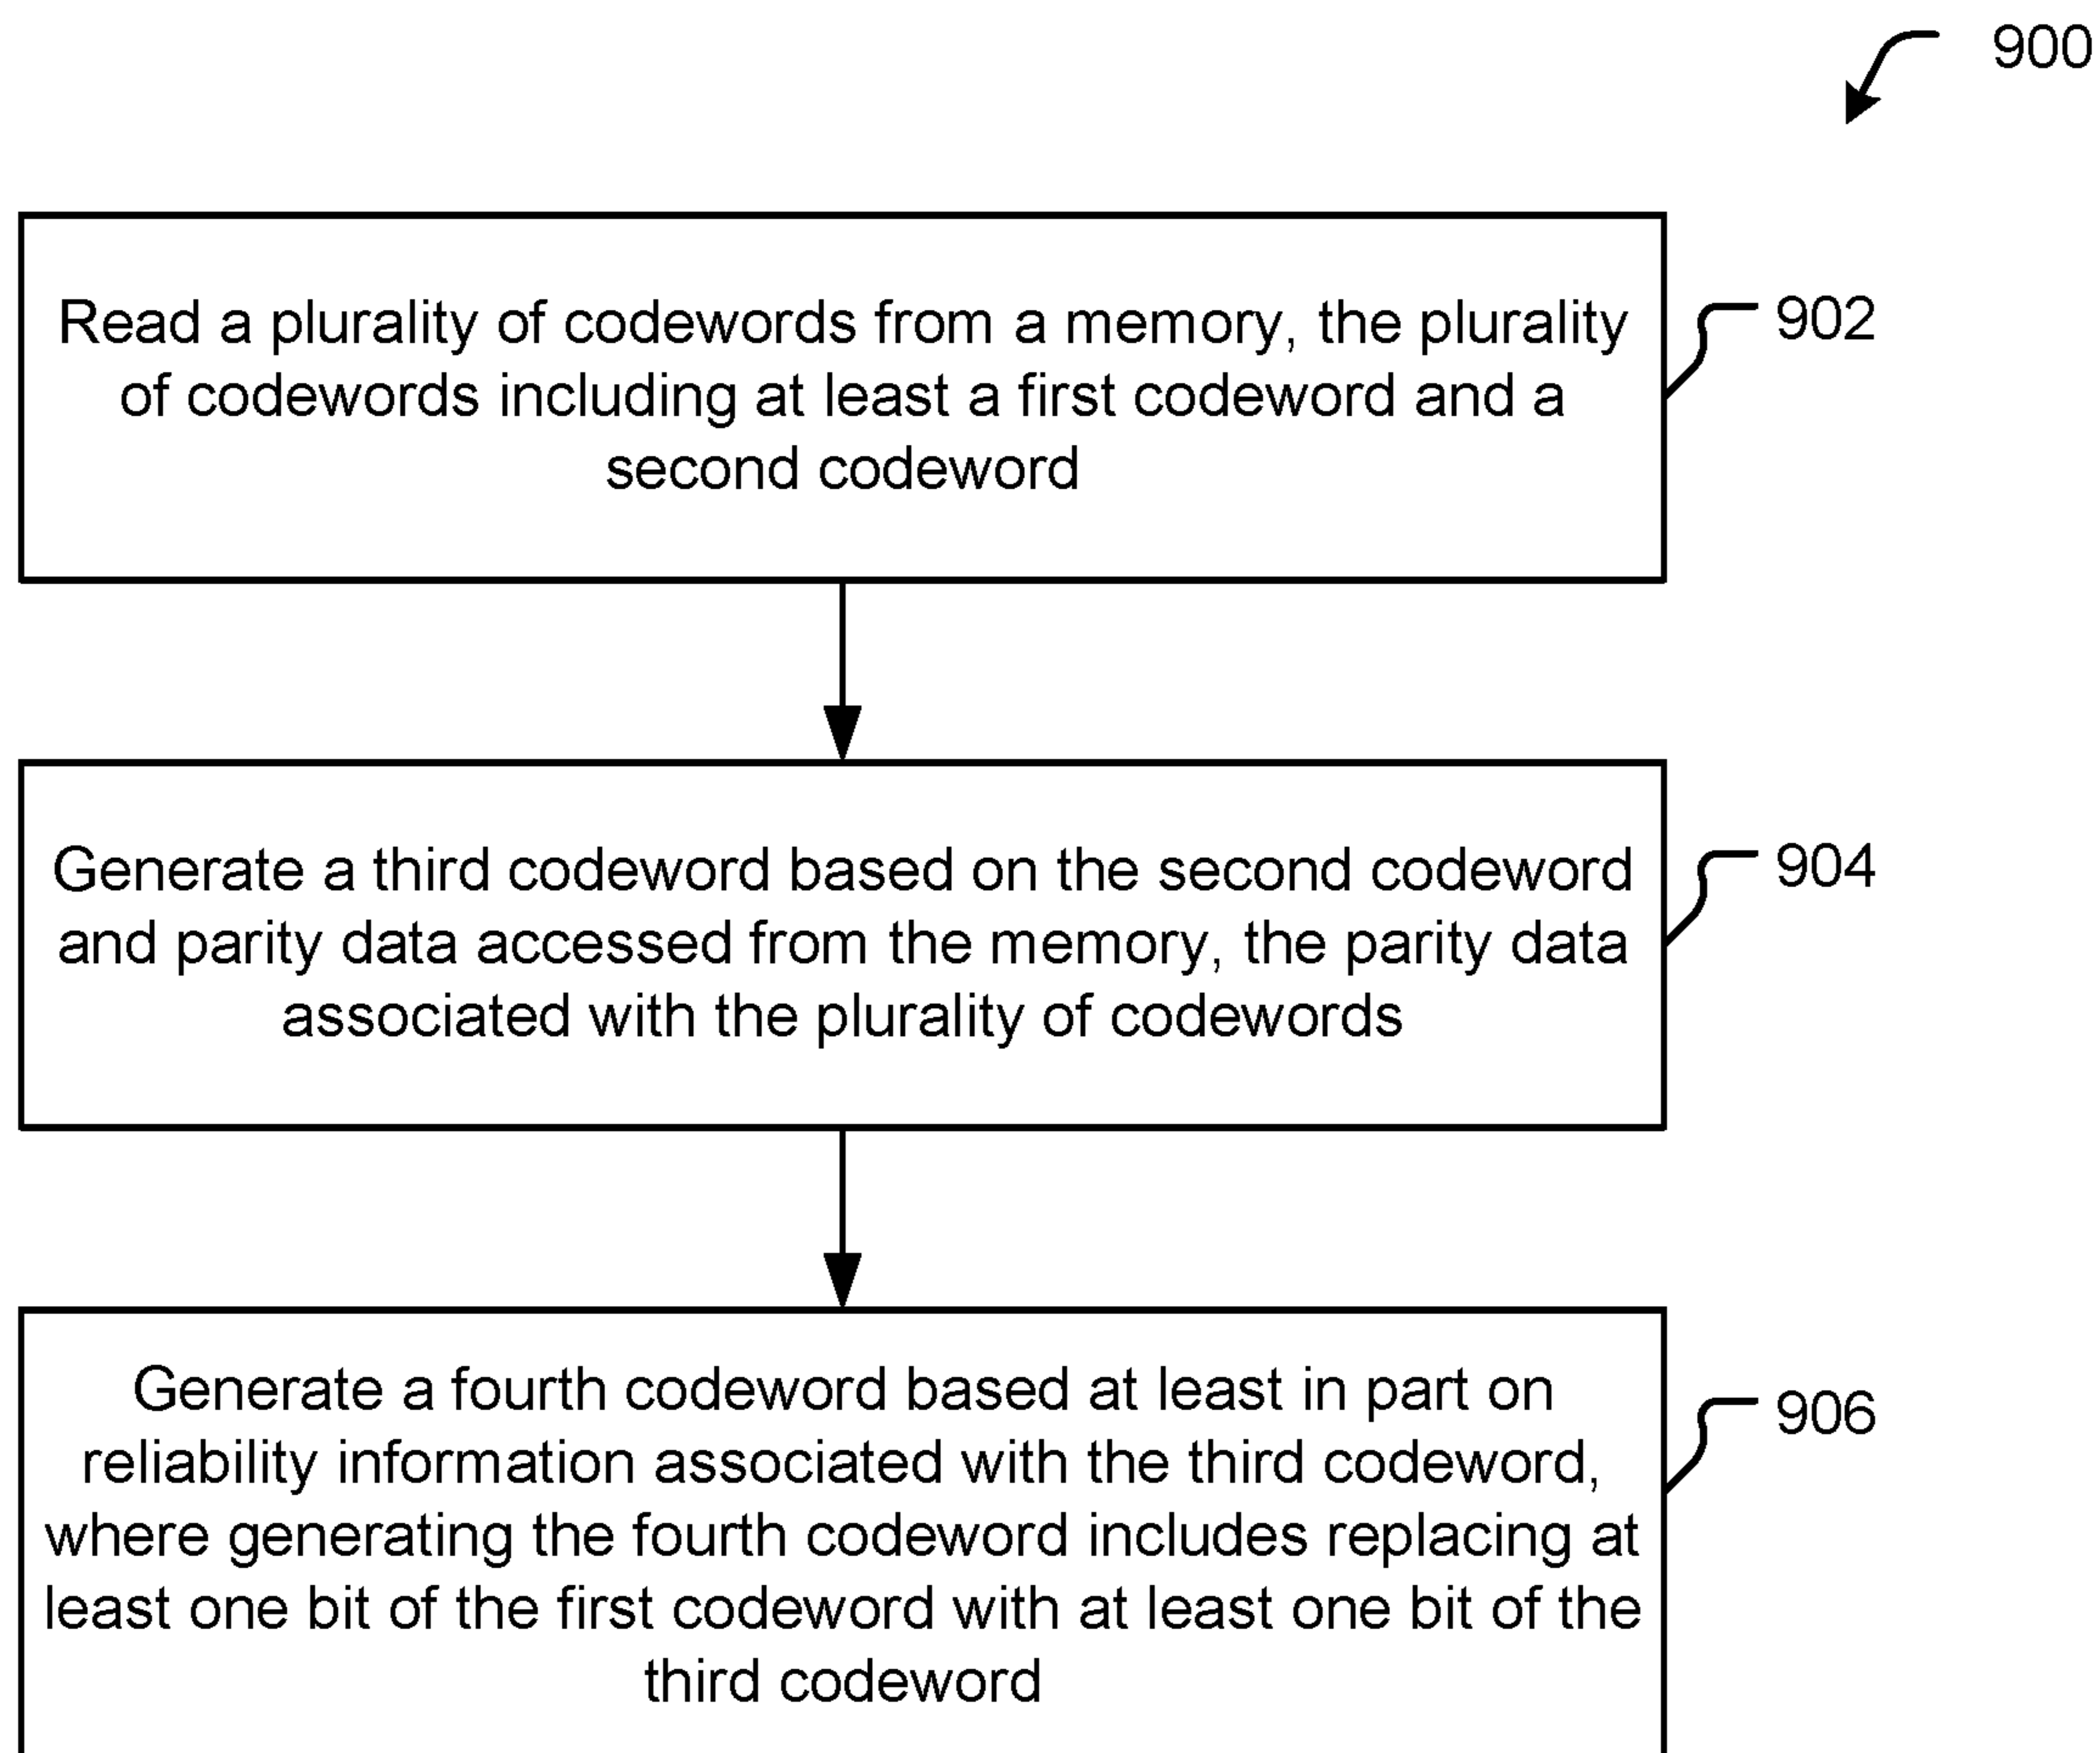 900
Read a plurality of codewords from a memory, the plurality
of codewords including at least a first codeword and a
second codeword
902
Generate a third codeword based on the second codeword
and parity data accessed from the memory, the parity data
associated with the plurality of codewords
904
Generate a fourth codeword based at least in part on
reliability information associated with the third codeword,
where generating the fourth codeword includes replacing at
least one bit of the first codeword with at least one bit of the
third codeword
906